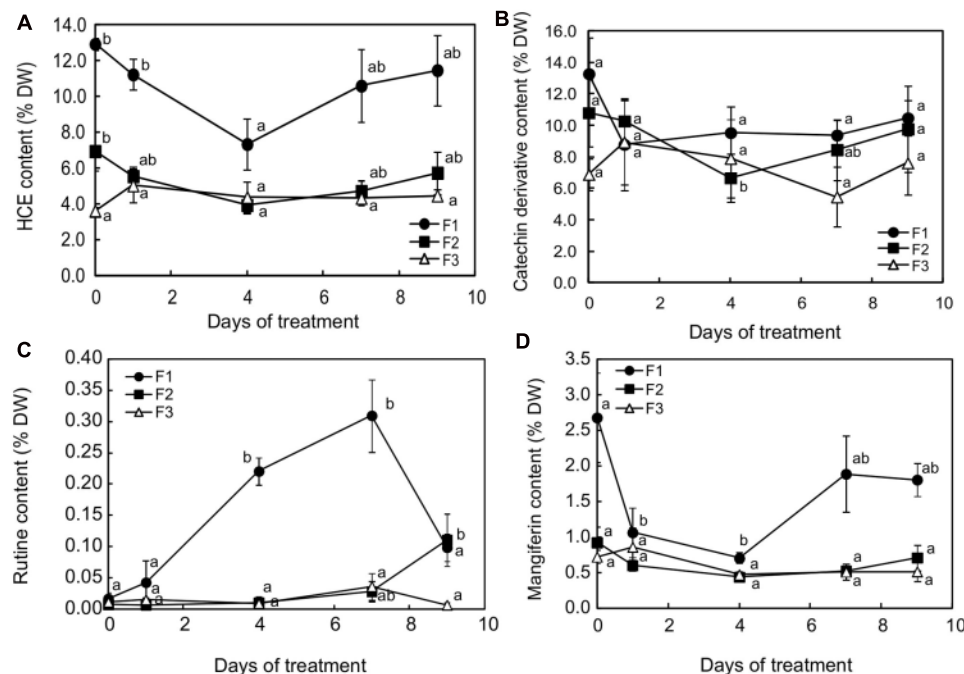 A
HCE content (% DW)
14.0
12.0
10.0
8.0
6.0
4.0
2.0
0.0
b
b
a
ab
ab
b
ab
a
ab
a
a
a
a
a
a
F1
F2
F3
0 2 4 6 8 10
Days of treatment
B
Catechin derivative content (% DW)
16.0
14.0
12.0
10.0
8.0
6.0
4.0
2.0
0.0
a
a
a
a
a
a
a
a
a
b
a
ab
a
a
a
F1
F2
F3
0 2 4 6 8 10
Days of treatment
C
Rutine content (% DW)
0.40
0.35
0.30
0.25
0.20
0.15
0.10
0.05
0.00
F1
F2
F3
a
a
a
a
b
a
a
b
a
ab
b
a
a
0 2 4 6 8 10
Days of treatment
D
Mangiferin content (% DW)
3.5
3.0
2.5
2.0
1.5
1.0
0.5
0.0
F1
F2
F3
a
a
a
b
a
a
b
a
a
ab
a
a
ab
a
a
0 2 4 6 8 10
Days of treatment